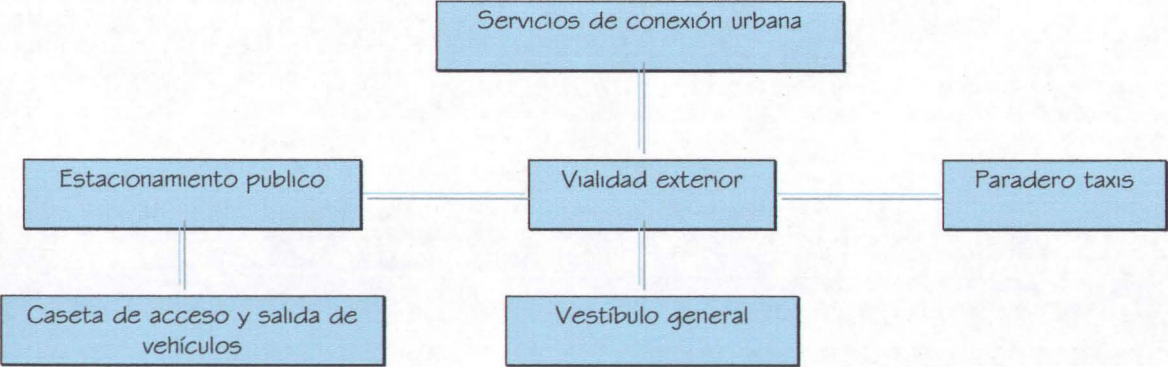 Servicios de conexión urbana
Estacionamiento publico
Vialidad exterior
Paradero taxis
Caseta de acceso y salida de
vehículos
Vestíbulo general